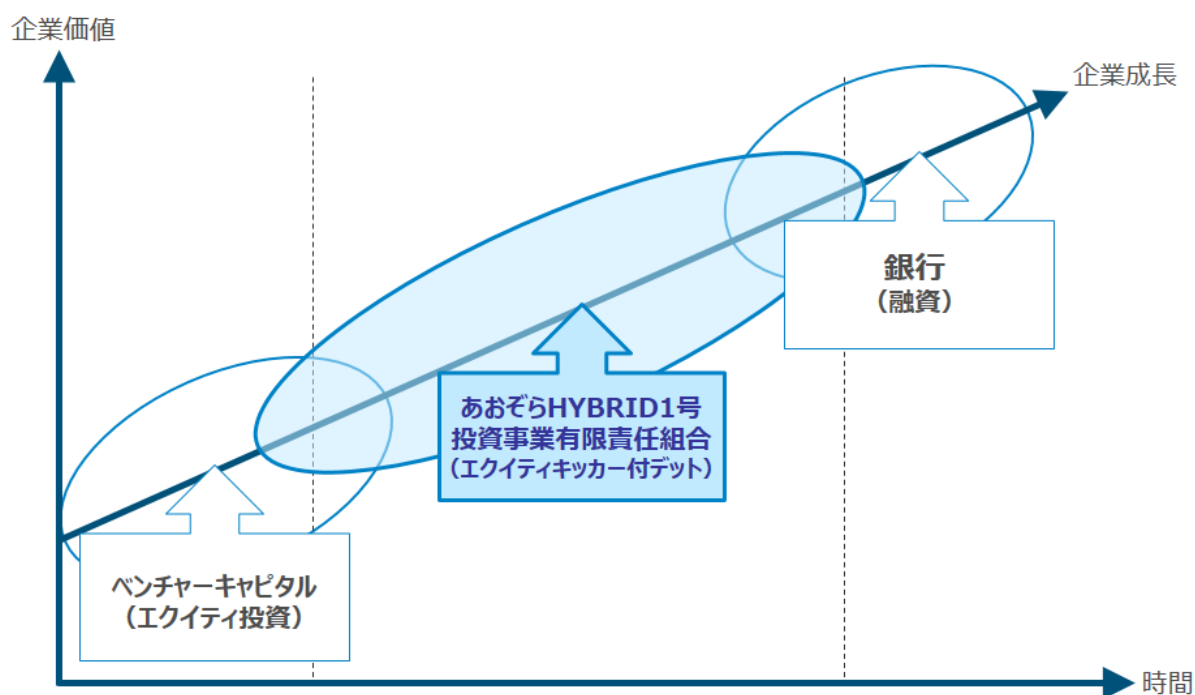 企業価値
企業成長
銀行
（融資）
あおぞらHYBRID1号
投資事業有限責任組合
（エクイティキッカー付デット）
ベンチャーキャピタル
（エクイティ投資）
時間